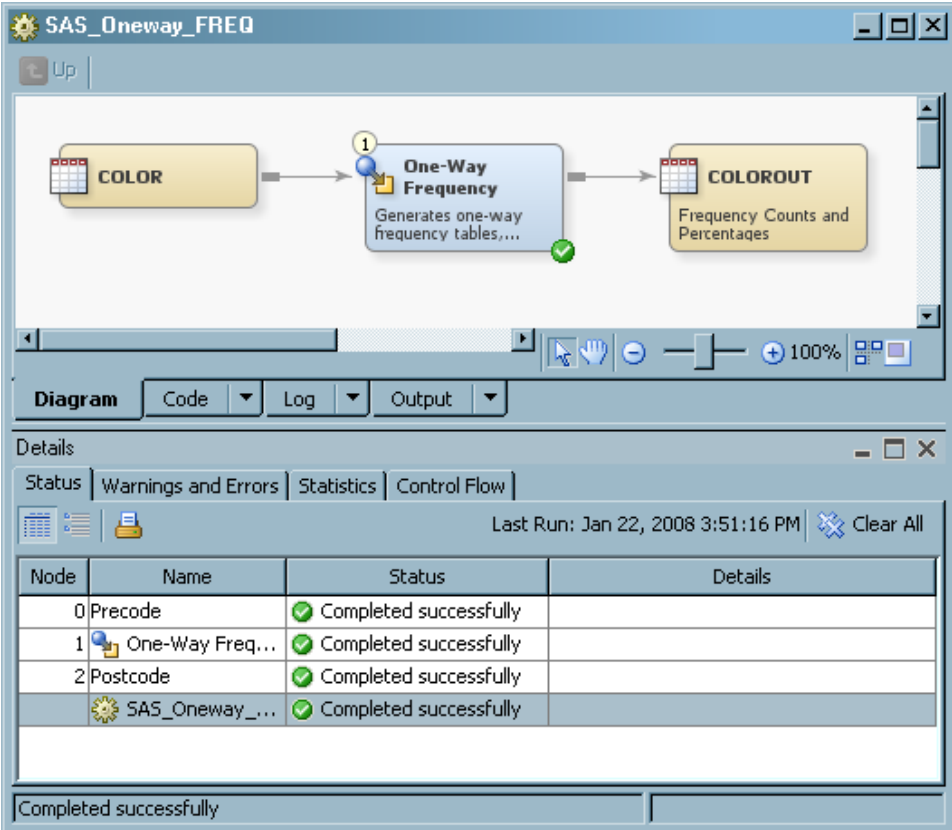 SAS_Oneway_FREQ
Up
COLOR
1
One-Way
Frequency
Generates one-way
frequency tables,...
COLOROUT
Frequency Counts and
Percentages
100%
Diagram Code Log Output
Details
Status Warnings and Errors Statistics Control Flow
Last Run: Jan 22, 2008 3:51:16 PM Clear All
Node Name Status Details
0 Precode Completed successfully
1 One-Way Freq... Completed successfully
2 Postcode Completed successfully
SAS_Oneway_... Completed successfully
Completed successfully